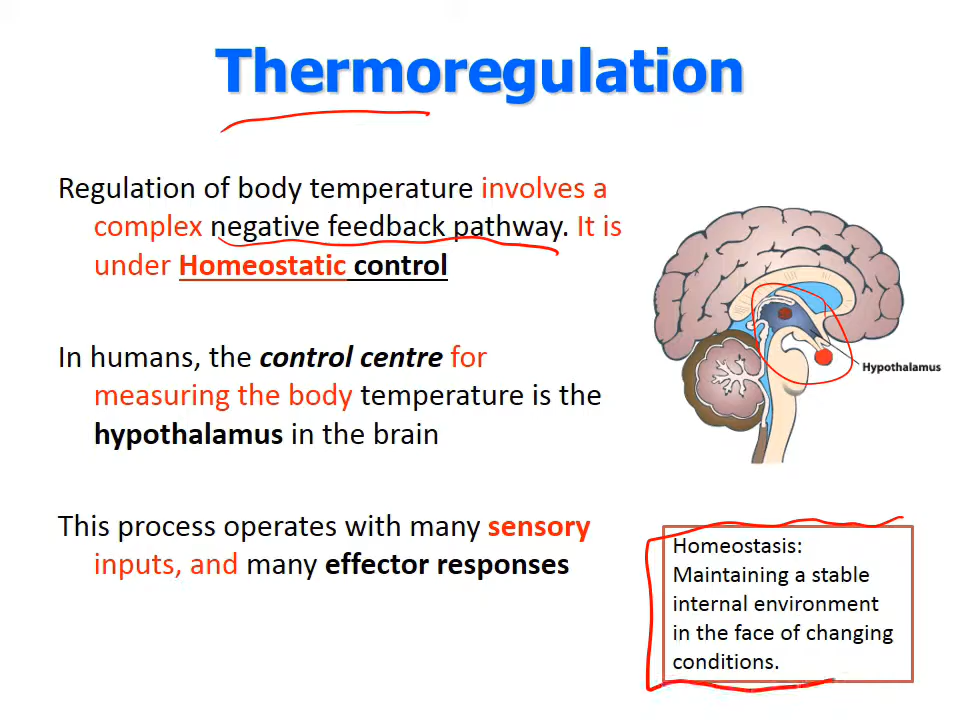 Thermoregulation
Regulation of body temperature involves a
complex negative feedback pathway. It is
under Homeostatic control
In humans, the control centre for
measuring the body temperature is the
hypothalamus in the brain
This process operates with many sensory
inputs, and many effector responses
Hypothalamus
Homeostasis:
Maintaining a stable
internal environment
in the face of changing
conditions.